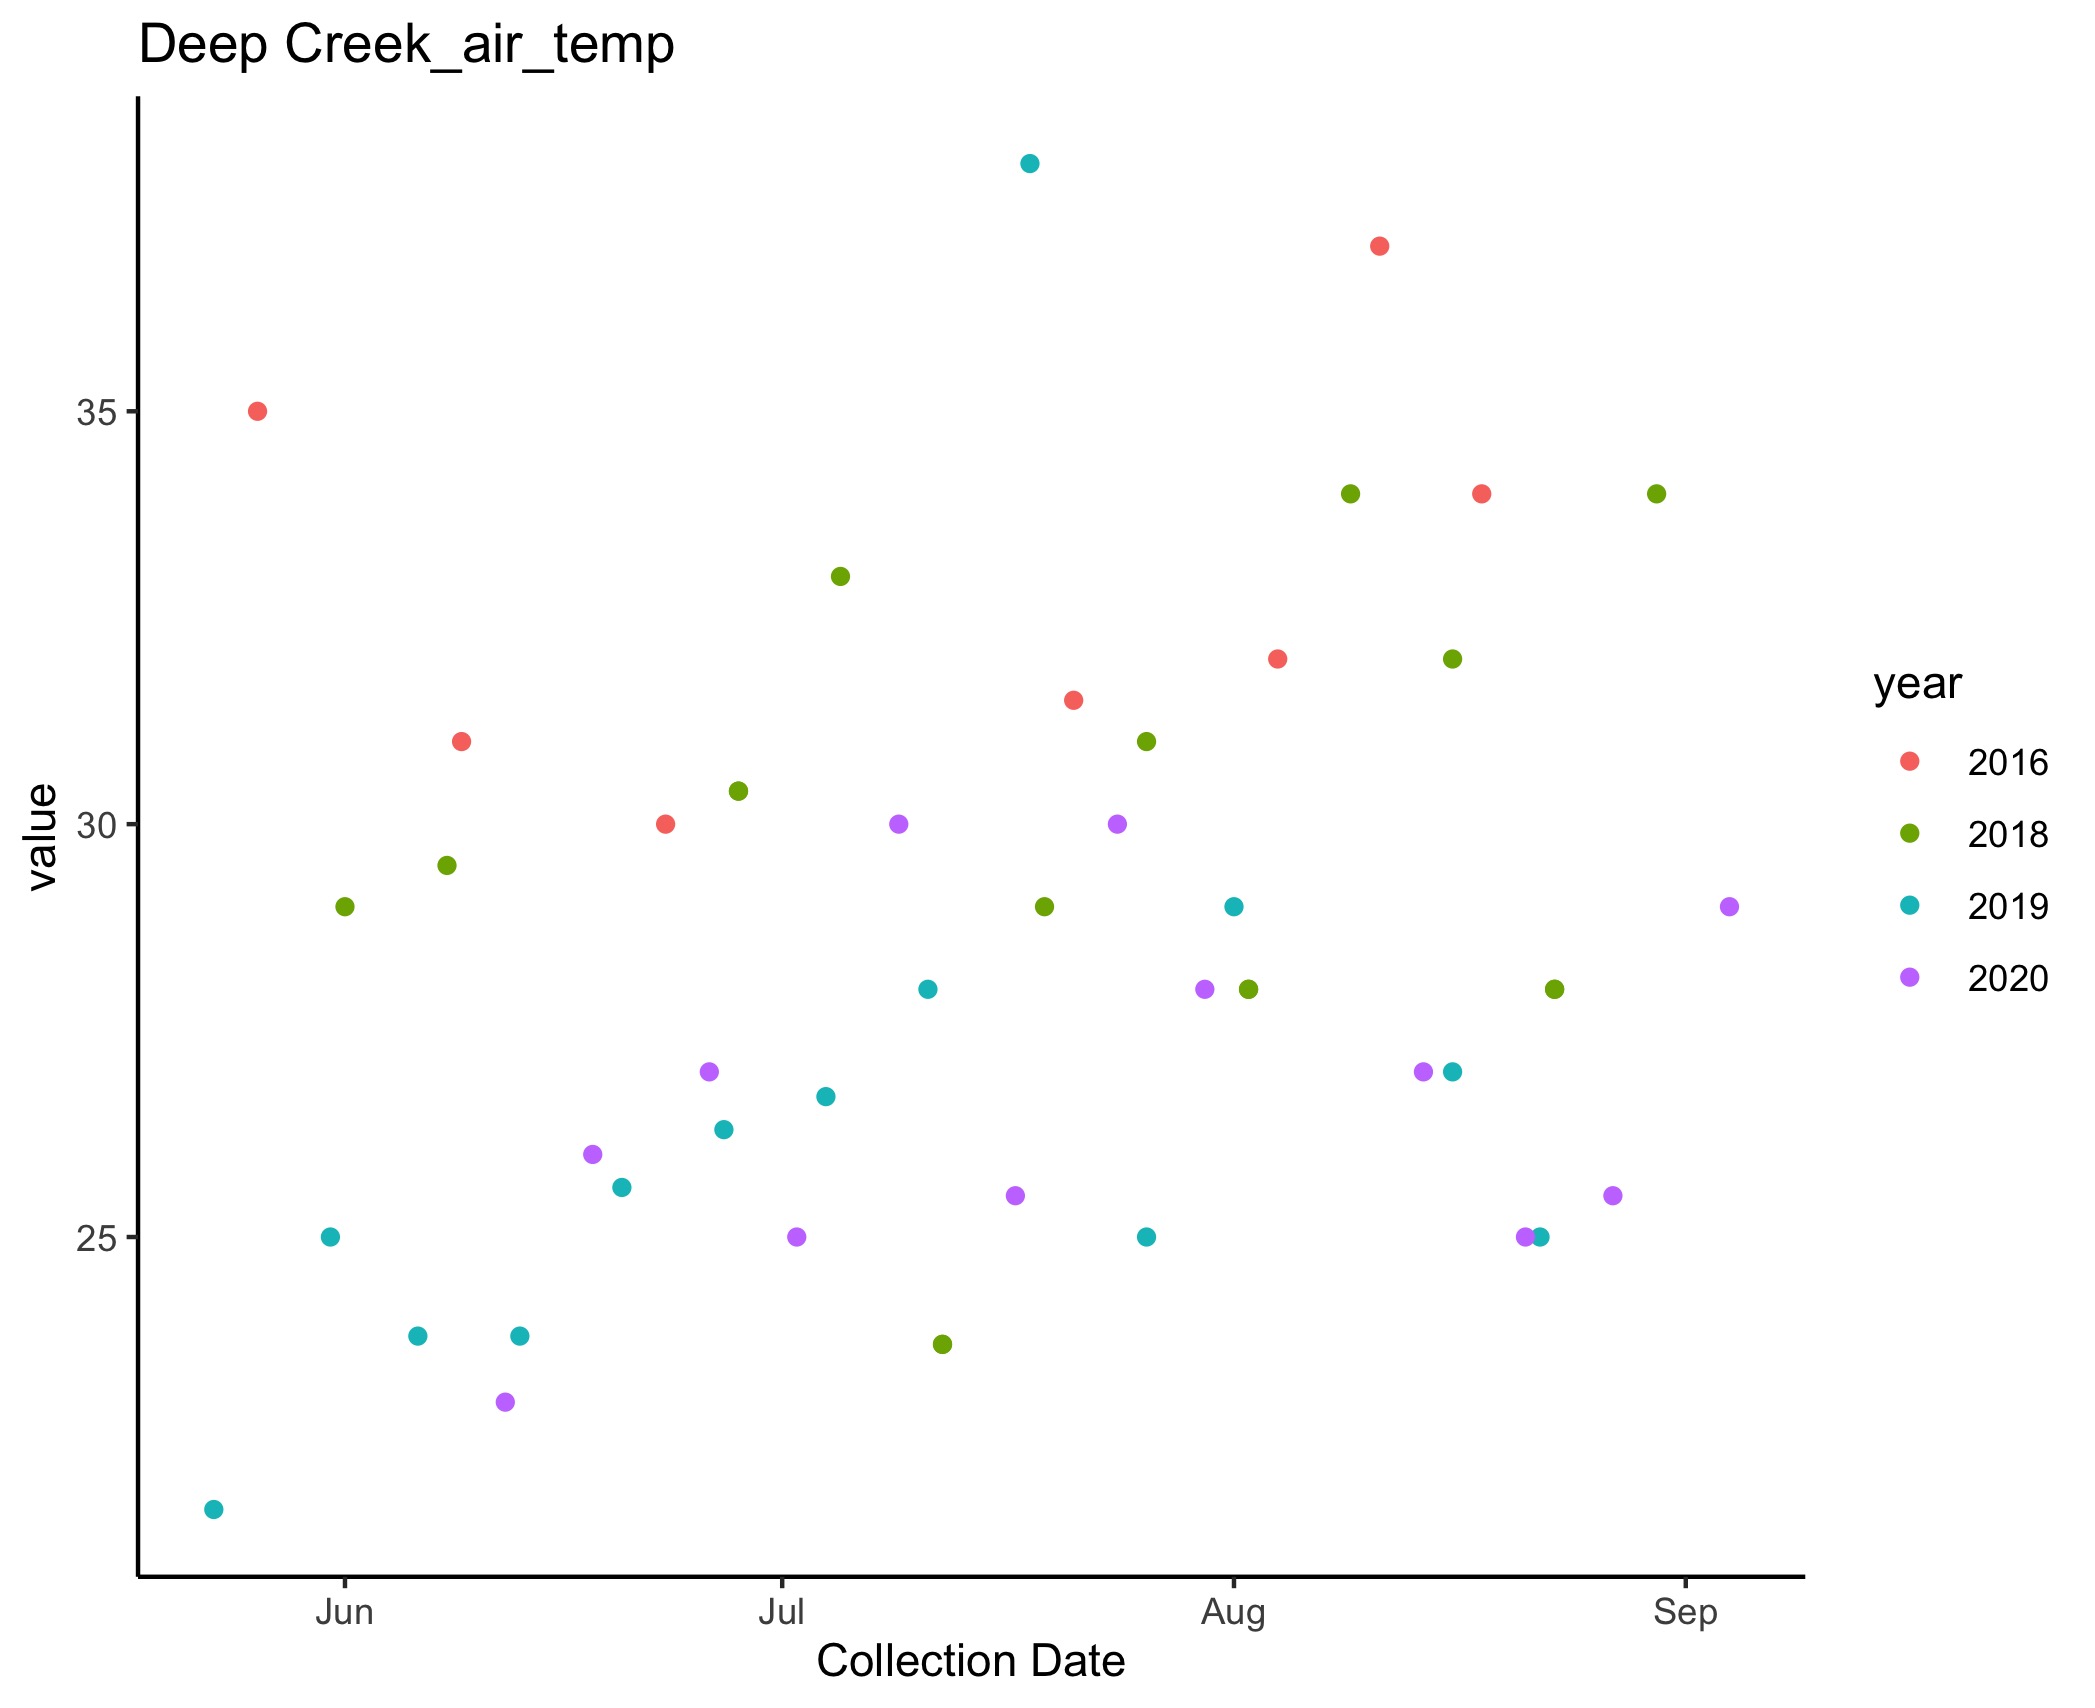 Deep Creek_air_temp
35
30
25
value
Jun
Jul
Aug
Sep
Collection Date
year
2016
2018
2019
2020